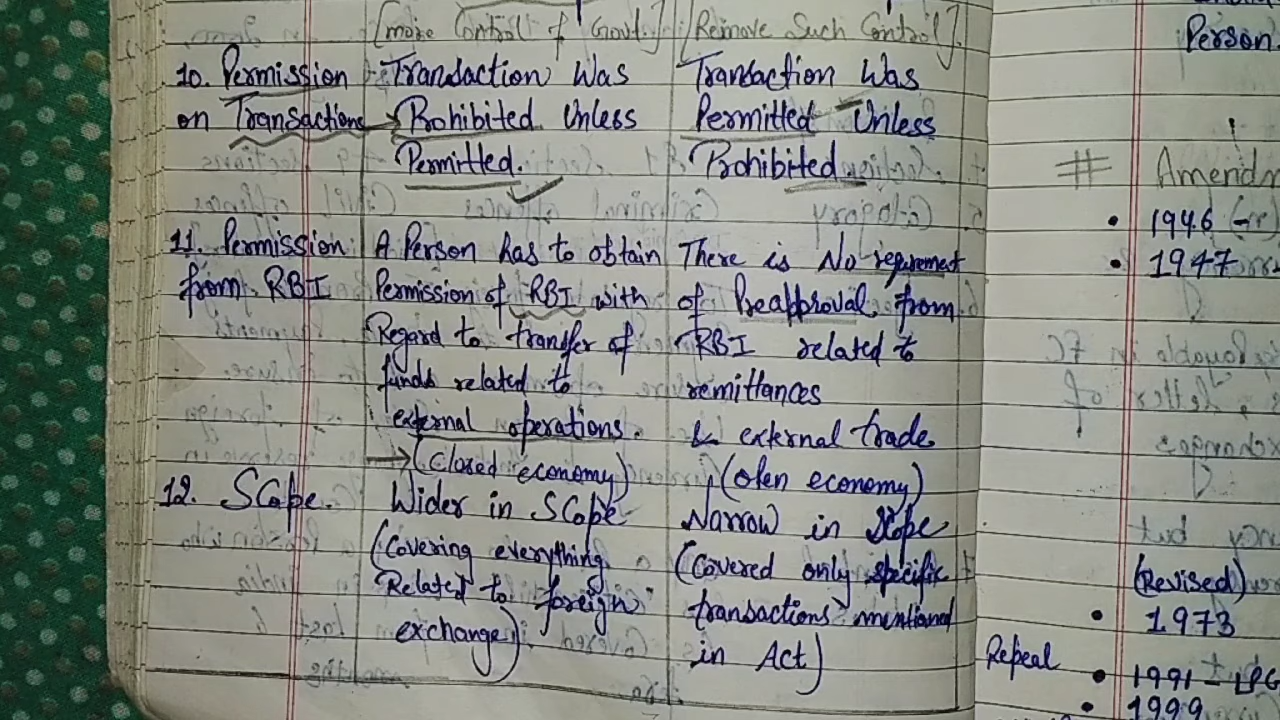 [more Control of Govt.] [Remove Such Control].
10. Permission Transaction Was Transaction Was
on Transactions Prohibited Unless Permitted Unless
Permitted. Prohibited
11. Permission A Person has to obtain There is No requirement
from RBI Permission of RBI with of Preapproval from
Regard to transfer of RBI related to
funds related to remittances
external operations. & external trade
(Closed economy) (open economy)
12. Scope. Wider in Scope Narrow in Scope
(Covering everything (Covered only specific
Related to foreign transactions mentioned
exchange) in Act)
Person
# Amendm
• 1946 -
• 1947
(Revised)
• 1973
Repeal • 1991 - LPG
• 1999